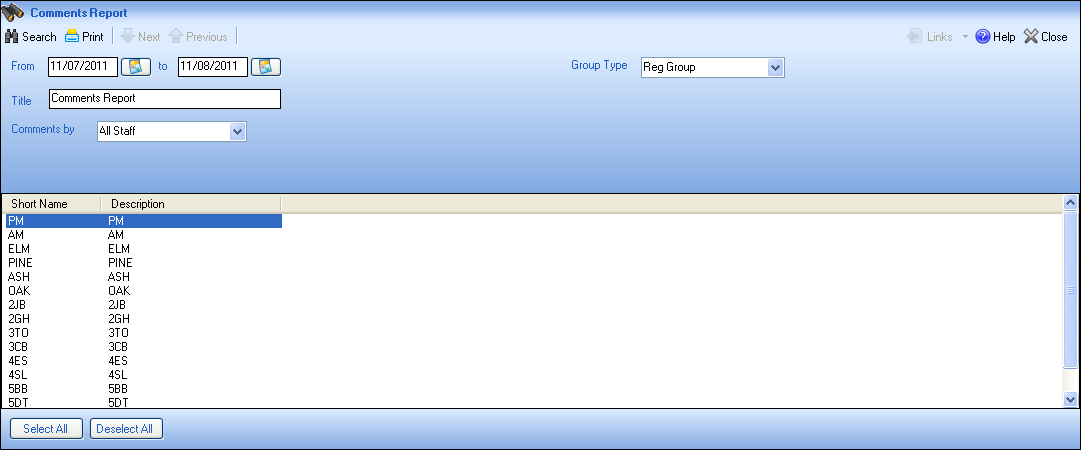 Comments Report
Search Print Next Previous Links Help Close
From 11/07/2011 to 11/08/2011 Group Type Reg Group
Title Comments Report
Comments by All Staff
Short Name Description
PM PM
AM AM
ELM ELM
PINE PINE
ASH ASH
OAK OAK
2JB 2JB
2GH 2GH
3TO 3TO
3CB 3CB
4ES 4ES
4SL 4SL
5BB 5BB
5DT 5DT
Select All Deselect All